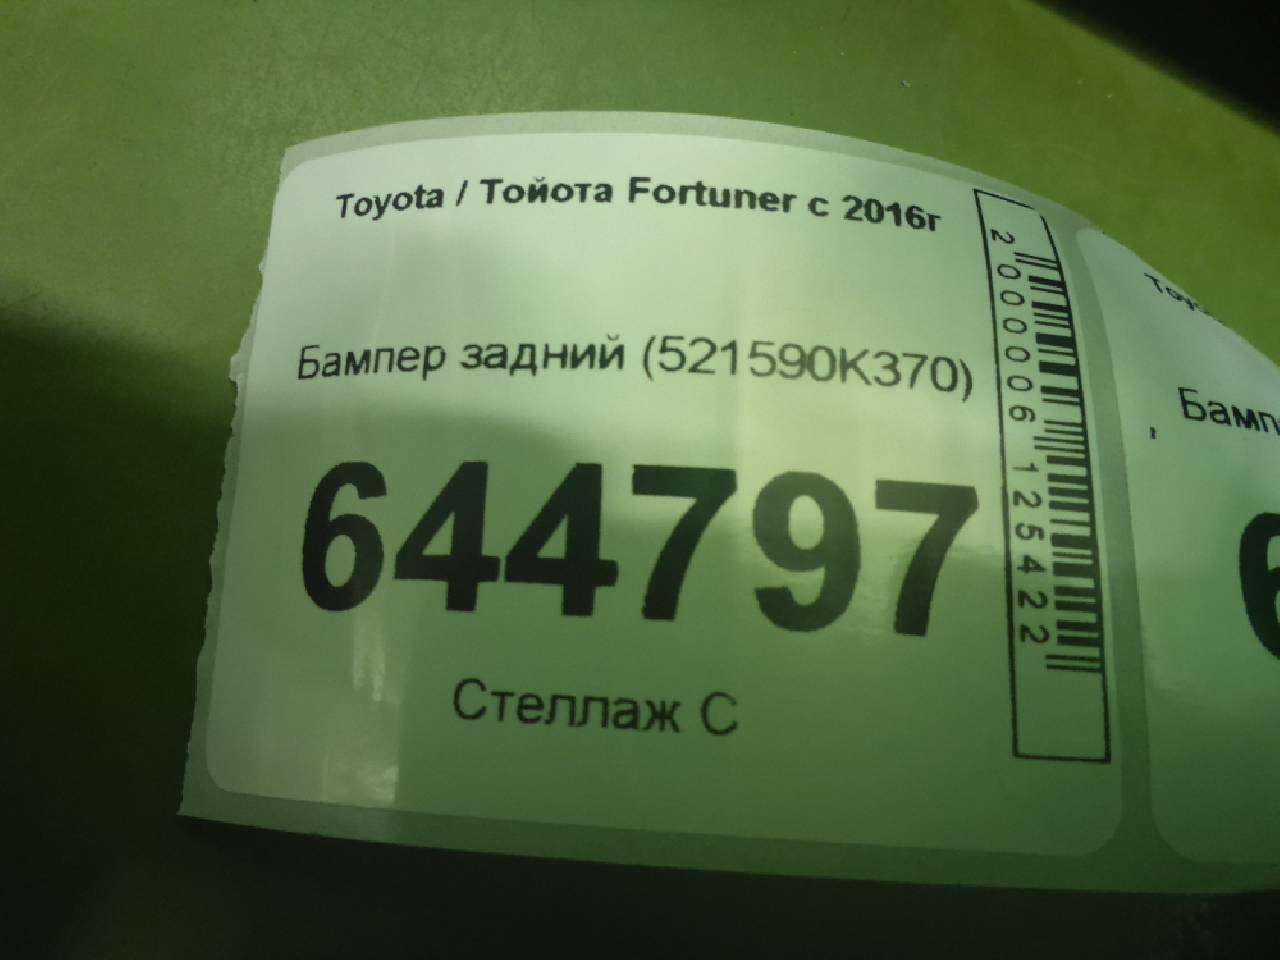 Toyota / Тойота Fortuner с 2016г
Бампер задний (521590K370)
644797
Стеллаж С
2000006125422